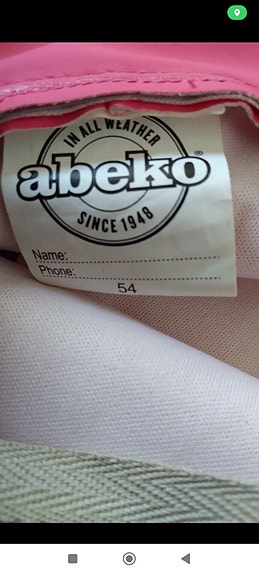 IN ALL WEATHER
abeko®
SINCE 1948
Name:
Phone:
54